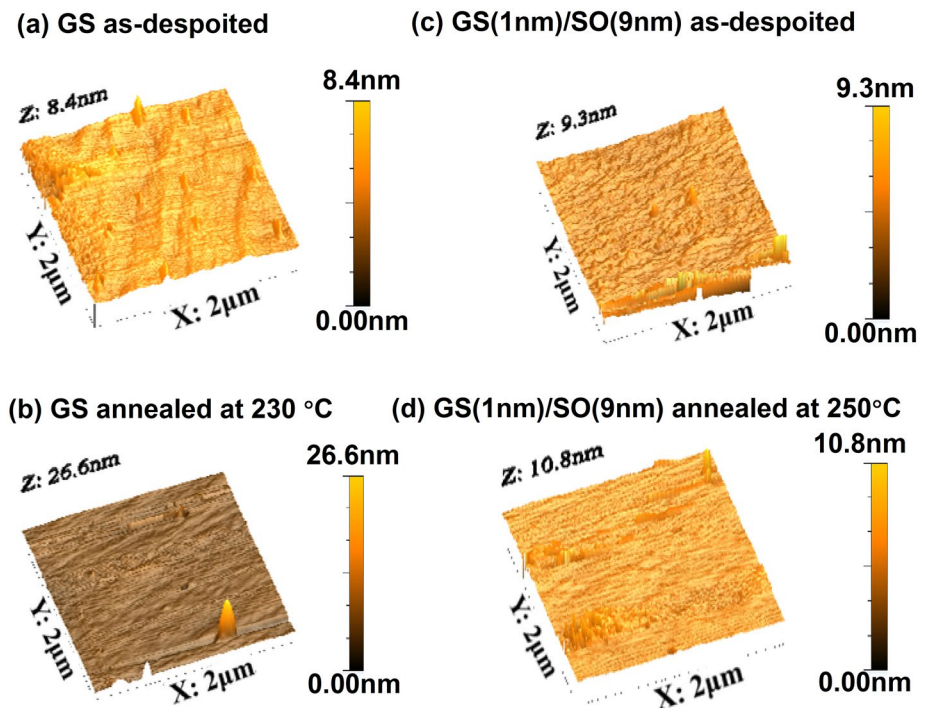 (a) GS as-despoited
Z: 8.4nm
8.4nm
0.00nm
Y: 2μm
X: 2μm
(c) GS(1nm)/SO(9nm) as-despoited
Z: 9.3nm
9.3nm
0.00nm
Y: 2μm
X: 2μm
(b) GS annealed at 230 °C
Z: 26.6nm
26.6nm
0.00nm
Y: 2μm
X: 2μm
(d) GS(1nm)/SO(9nm) annealed at 250°C
Z: 10.8nm
10.8nm
0.00nm
Y: 2μm
X: 2μm